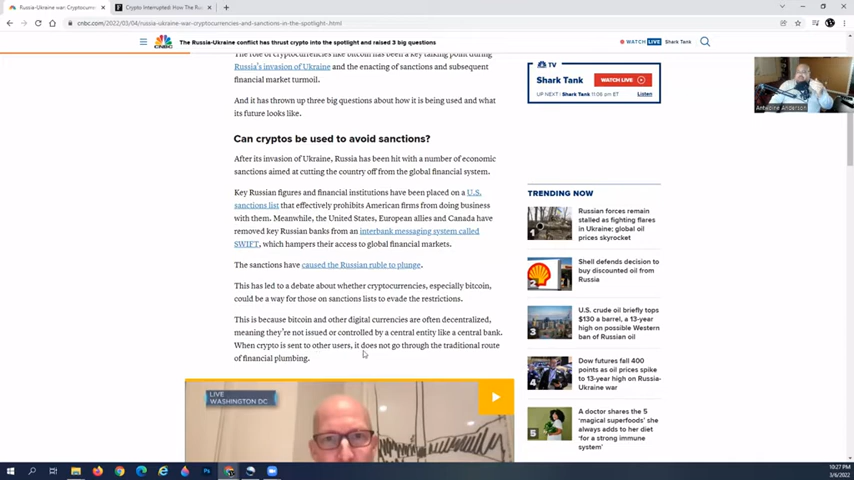 Russia-Ukraine war Cryptocurrenc
Crypto Interrupted: How The Rus
cnbc.com/2022/03/04/russia-ukraine-war-cryptocurrencies-and-sanctions-in-the-spotlight-.html
CNBC
The Russia-Ukraine conflict has thrust crypto into the spotlight and raised 3 big questions
WATCH LIVE Shark Tank
The role of cryptocurrencies like bitcoin has been a key talking point during
Russia's invasion of Ukraine and the enacting of sanctions and subsequent
financial market turmoil.
And it has thrown up three big questions about how it is being used and what
its future looks like.
Can cryptos be used to avoid sanctions?
After its invasion of Ukraine, Russia has been hit with a number of economic
sanctions aimed at cutting the country off from the global financial system.
Key Russian figures and financial institutions have been placed on a U.S.
sanctions list that effectively prohibits American firms from doing business
with them. Meanwhile, the United States, European allies and Canada have
removed key Russian banks from an interbank messaging system called
SWIFT, which hampers their access to global financial markets.
The sanctions have caused the Russian ruble to plunge.
This has led to a debate about whether cryptocurrencies, especially bitcoin,
could be a way for those on sanctions lists to evade the restrictions.
This is because bitcoin and other digital currencies are often decentralized,
meaning they're not issued or controlled by a central entity like a central bank.
When crypto is sent to other users, it does not go through the traditional route
of financial plumbing.
LIVE
WASHINGTON DC
TV
Shark Tank
WATCH LIVE
UP NEXT | Shark Tank 11:06 pm ET
Listen
Antwoine Anderson
TRENDING NOW
1
Russian forces remain
stalled as fighting flares
in Ukraine; global oil
prices skyrocket
2
Shell defends decision to
buy discounted oil from
Russia
3
U.S. crude oil briefly tops
$130 a barrel, a 13-year
high on possible Western
ban of Russian oil
4
Dow futures fall 400
points as oil prices spike
to 13-year high on Russia-
Ukraine war
5
A doctor shares the 5
'magical superfoods' she
always adds to her diet
'for a strong immune
system'
10:27 PM
3/6/2022